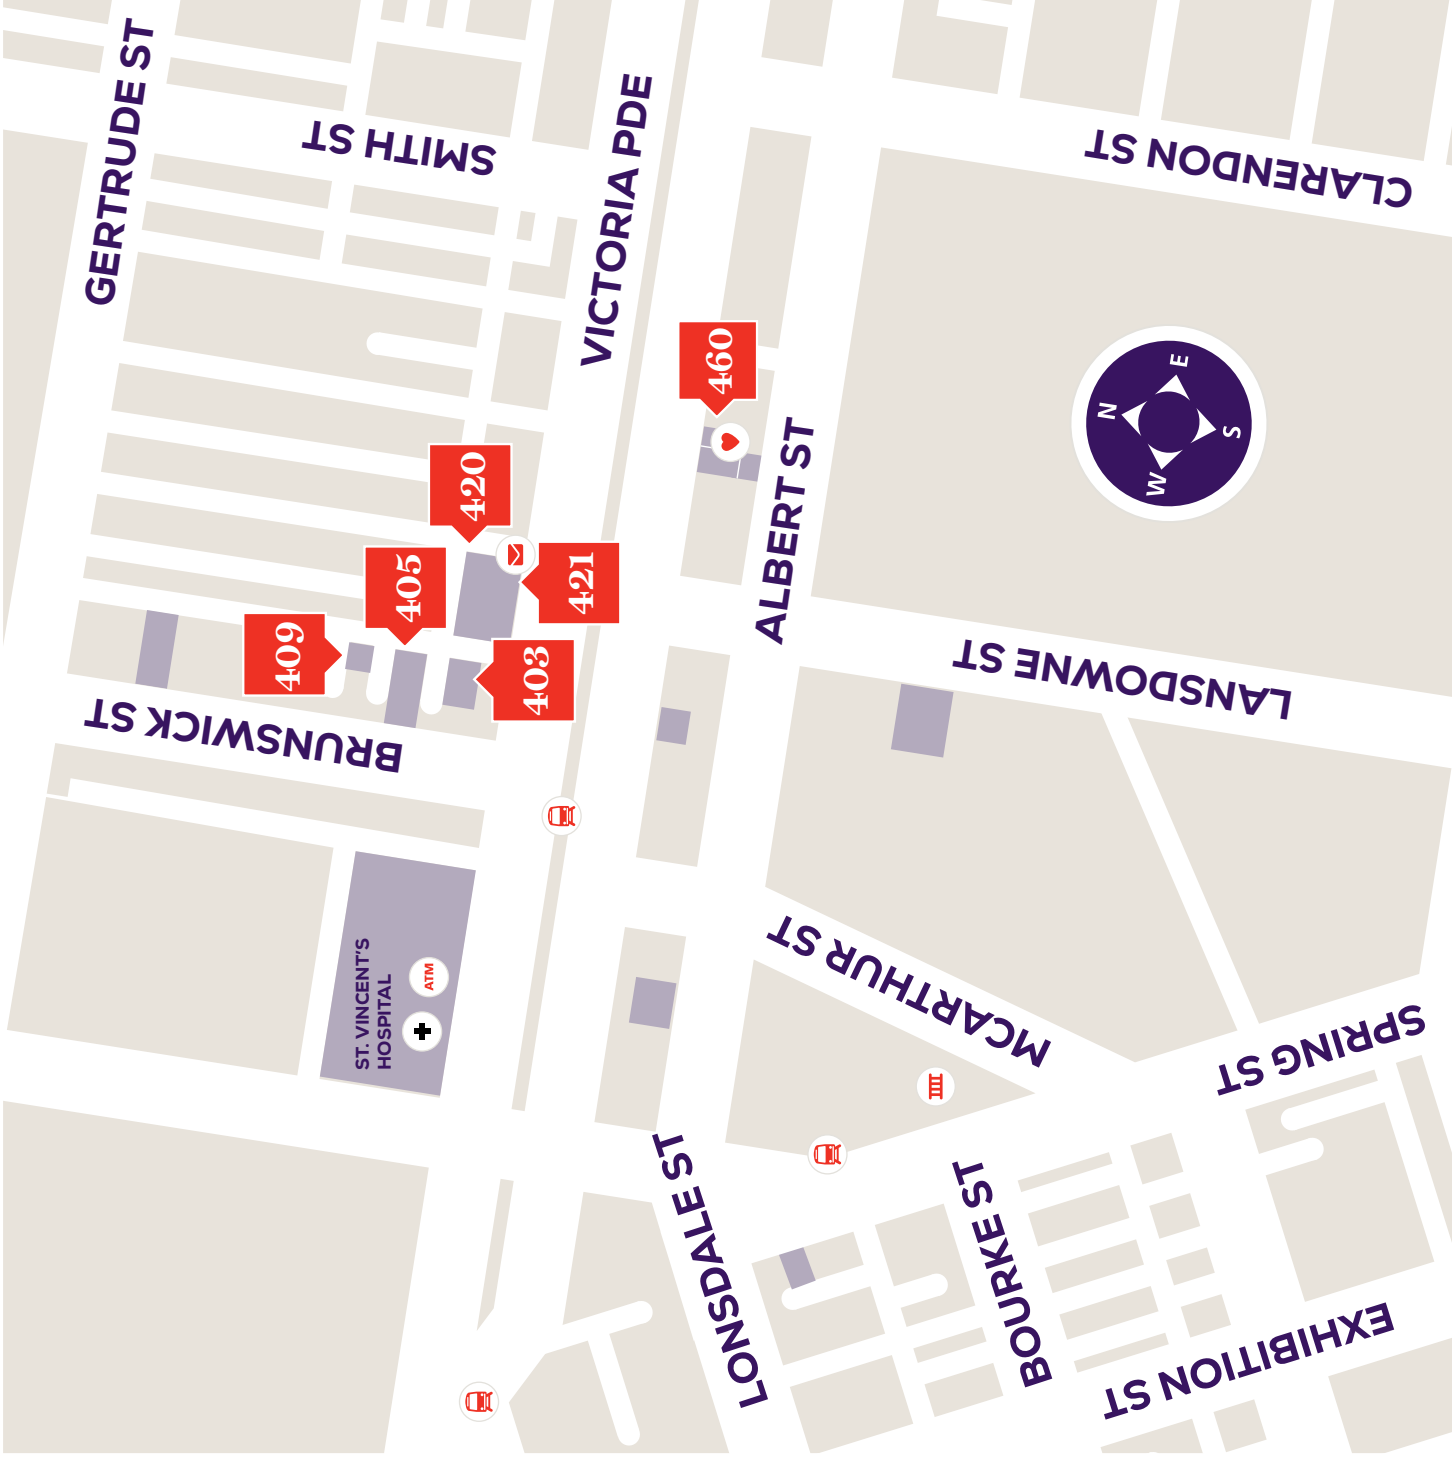 GERTRUDE ST
SMITH ST
VICTORIA PDE
CLARENDON ST
460
N
E
S
W
420
ALBERT ST
405
421
409
403
LANSDOWNE ST
BRUNSWICK ST
ST. VINCENT'S
HOSPITAL
ATM
MCARTHUR ST
SPRING ST
LONSDALE ST
BOURKE ST
EXHIBITION ST